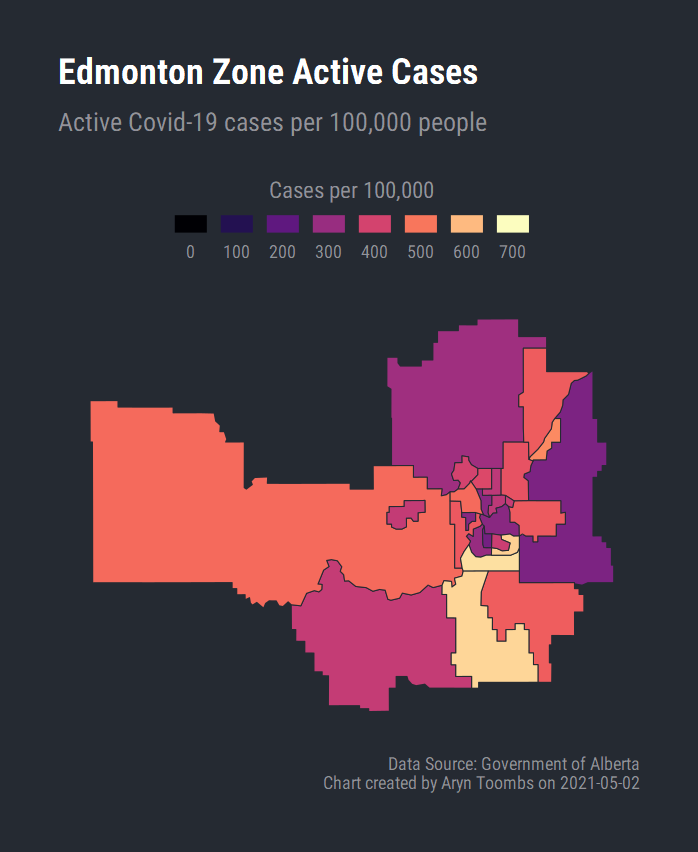 Edmonton Zone Active Cases
Active Covid-19 cases per 100,000 people
Cases per 100,000
0 100 200 300 400 500 600 700
Data Source: Government of Alberta
Chart created by Aryn Toombs on 2021-05-02